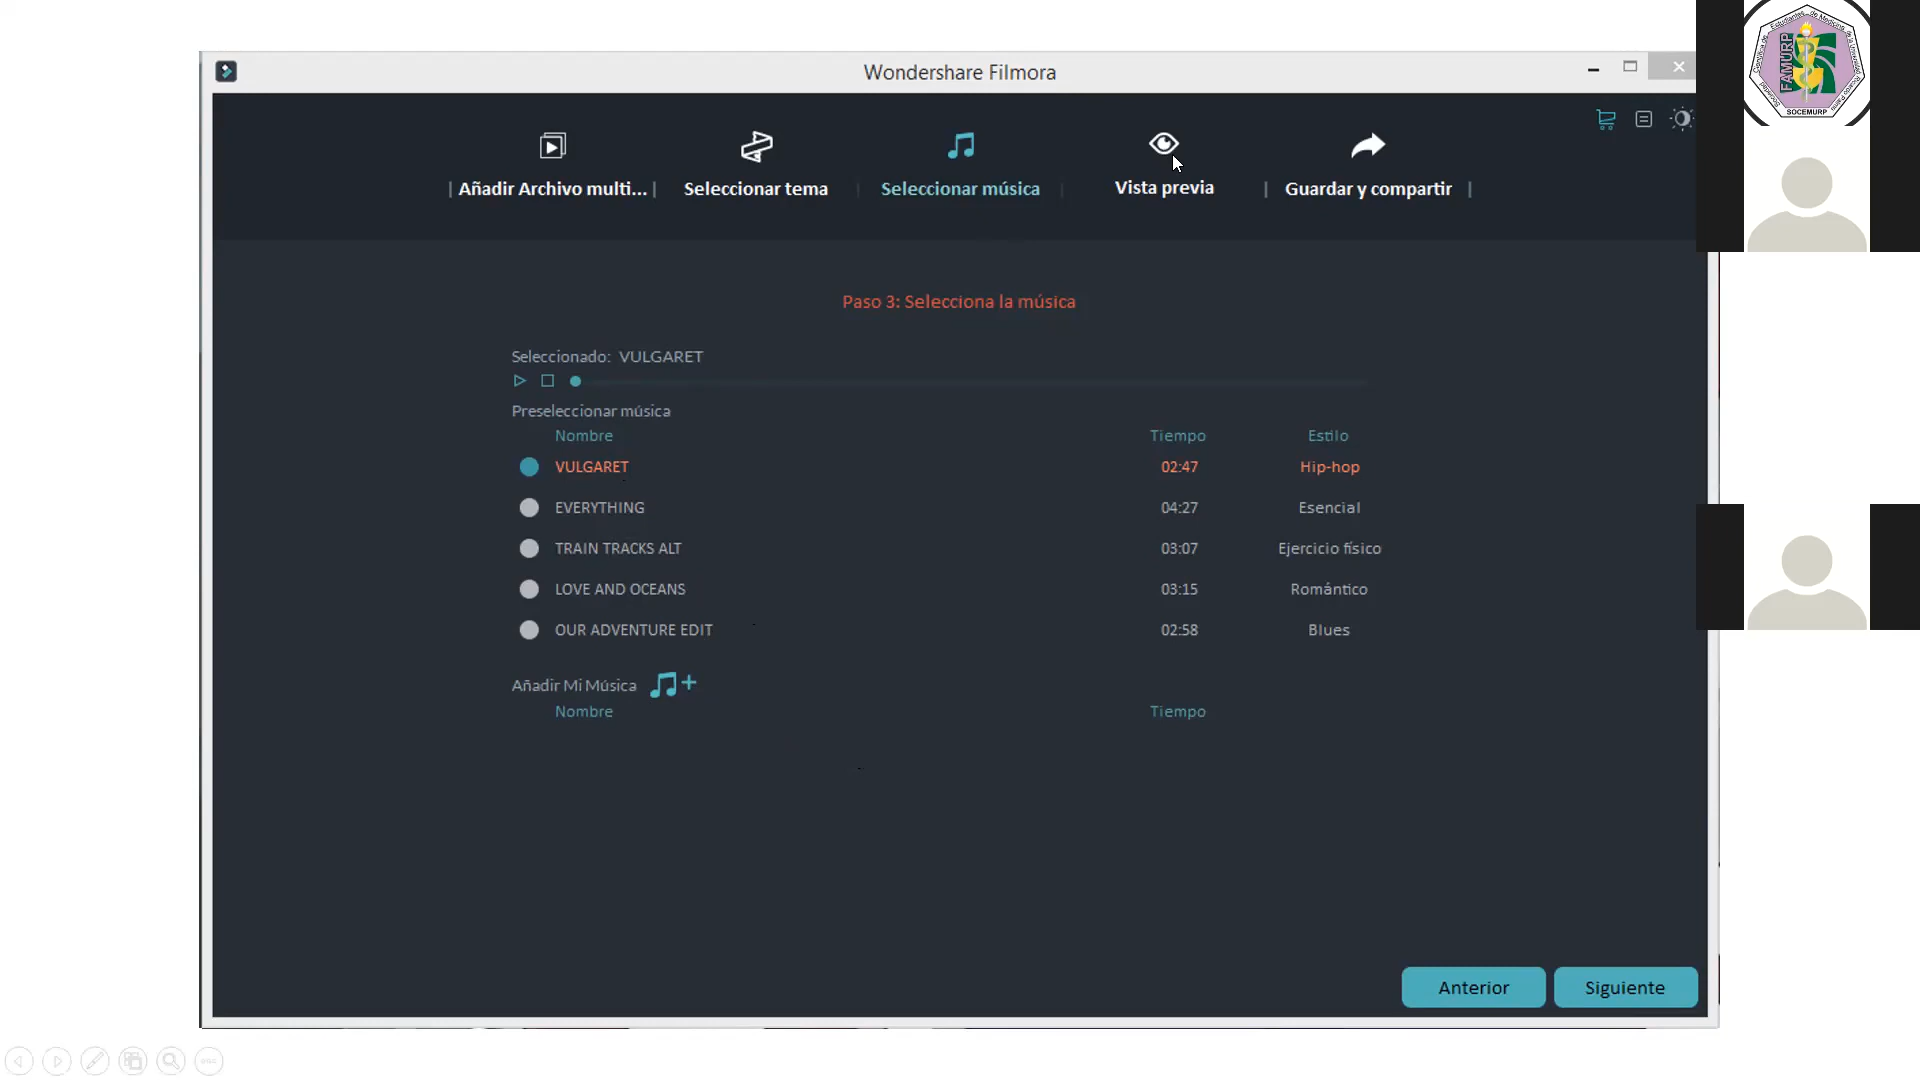 Wondershare Filmora
| Añadir Archivo multi... | Seleccionar tema | Seleccionar música | Vista previa | Guardar y compartir |
Paso 3: Selecciona la música
Seleccionado: VULGARET
Preseleccionar música
Nombre Tiempo Estilo
VULGARET 02:47 Hip-hop
EVERYTHING 04:27 Esencial
TRAIN TRACKS ALT 03:07 Ejercicio físico
LOVE AND OCEANS 03:15 Romántico
OUR ADVENTURE EDIT 02:58 Blues
Añadir Mi Música
Nombre Tiempo
Anterior Siguiente
FAMURP
SOCEMURP